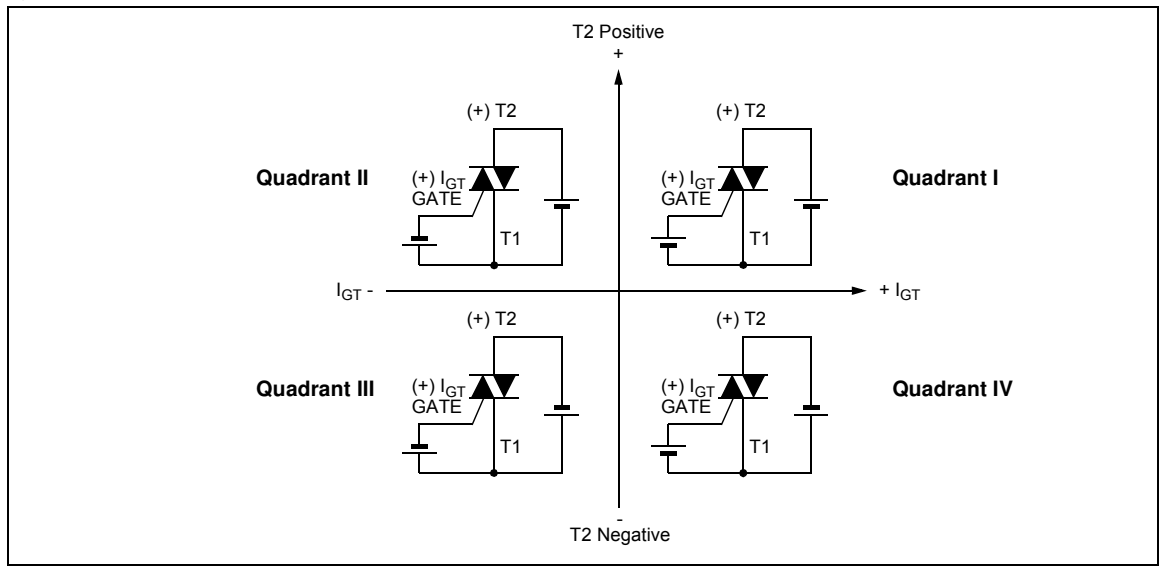 T2 Positive
+
(+) T2
(+) T2
Quadrant II
(+) IGT
GATE
T1
(+) IGT
GATE
T1
Quadrant I
IGT -
+ IGT
(+) T2
(+) T2
Quadrant III
(+) IGT
GATE
T1
(+) IGT
GATE
T1
Quadrant IV
-
T2 Negative